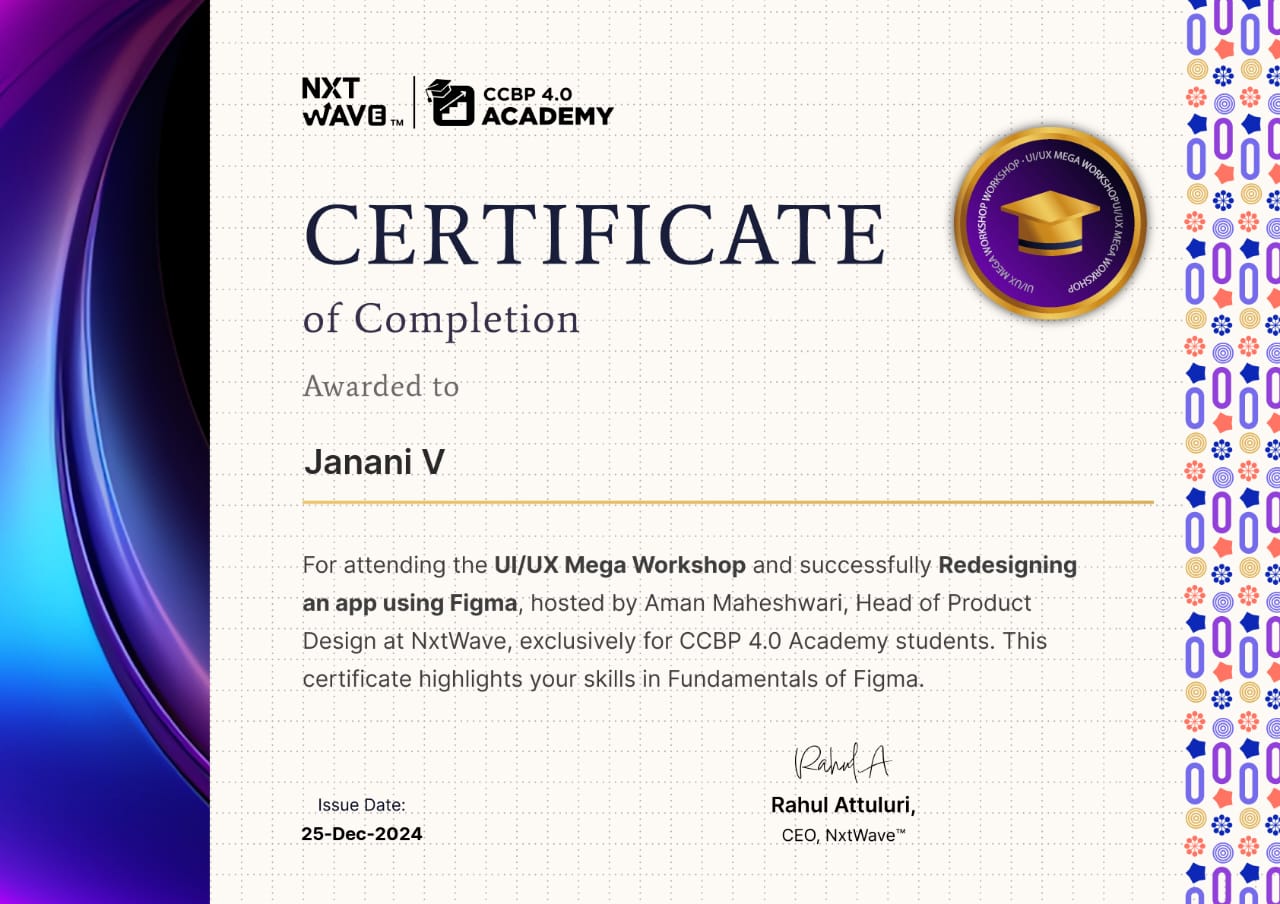 NXT
WAVE™
CCBP 4.0
ACADEMY
UI/UX MEGA WORKSHOP WORKSHOP - UI/UX MEGA WORKSHOPUI/UX MEGA WORKSHOP
CERTIFICATE
of Completion
Awarded to
Janani V
For attending the UI/UX Mega Workshop and successfully Redesigning
an app using Figma, hosted by Aman Maheshwari, Head of Product
Design at NxtWave, exclusively for CCBP 4.0 Academy students. This
certificate highlights your skills in Fundamentals of Figma.
Rahul A
Issue Date:
25-Dec-2024
Rahul Attuluri,
CEO, NxtWave™